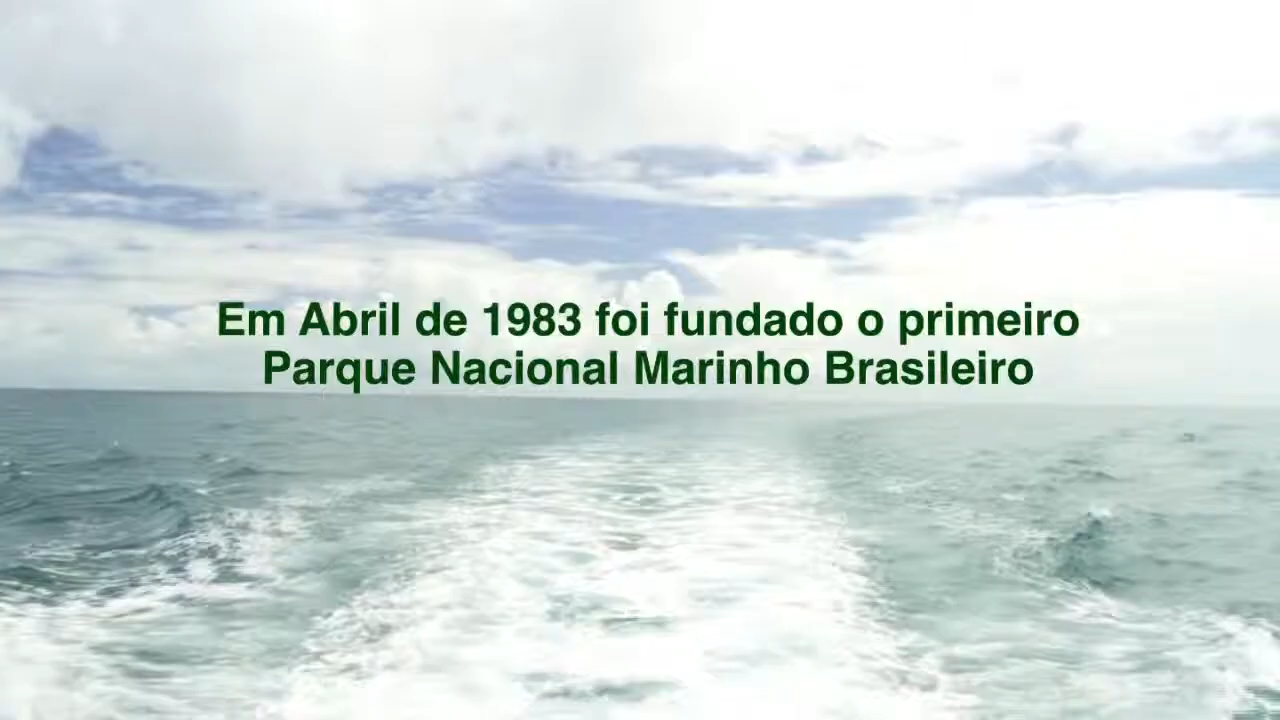 Em Abril de 1983 foi fundado o primeiro
Parque Nacional Marinho Brasileiro